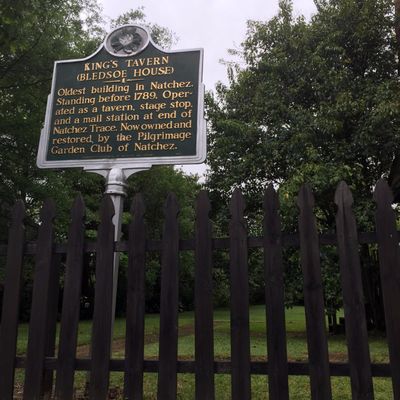 KING'S TAVERN
(BLEDSOE HOUSE)
Oldest building in Natchez.
Standing before 1789. Oper-
ated as a tavern, stage stop,
and a mail station at end of
Natchez Trace. Now owned and
restored, by the Pilgrimage
Garden Club of Natchez.